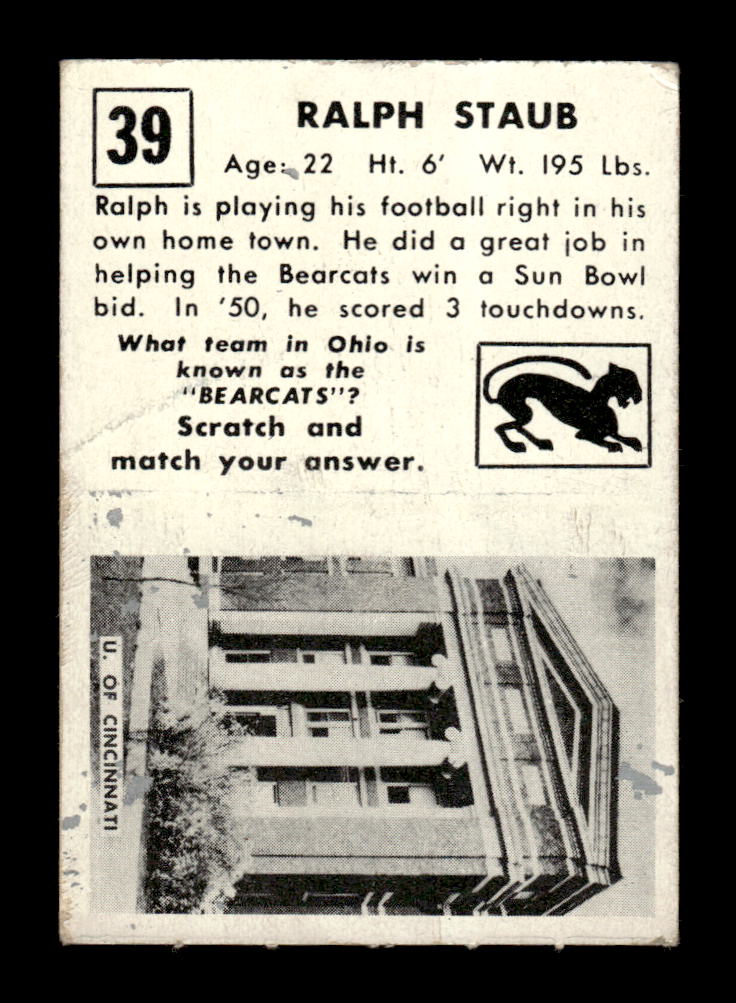 39
RALPH STAUB
Age: 22 Ht. 6' Wt. 195 Lbs.
Ralph is playing his football right in his
own home town. He did a great job in
helping the Bearcats win a Sun Bowl
bid. In '50, he scored 3 touchdowns.
What team in Ohio is
known as the
"BEARCATS"?
Scratch and
match your answer.
U. OF CINCINNATI